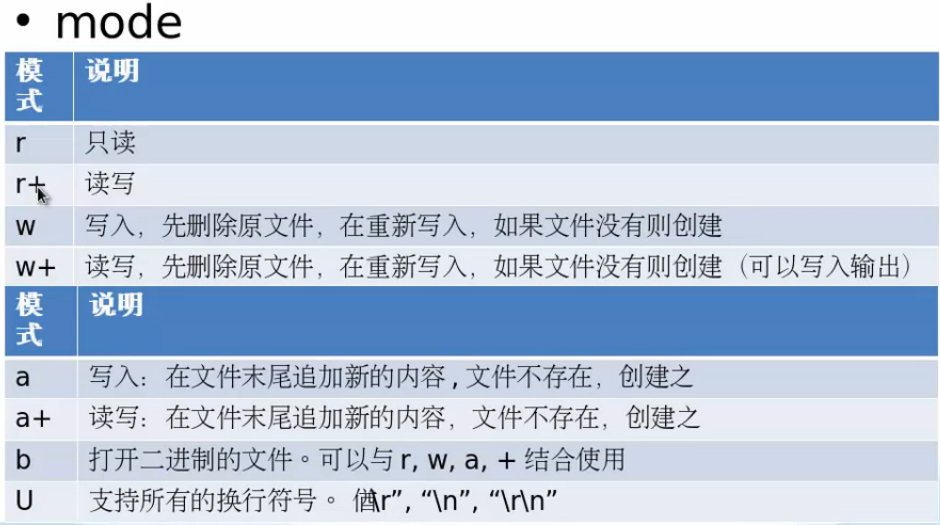 • mode
模式 说明
r 只读
r+ 读写
w 写入，先删除原文件，在重新写入，如果文件没有则创建
w+ 读写，先删除原文件，在重新写入，如果文件没有则创建（可以写入输出）
模式 说明
a 写入：在文件末尾追加新的内容,文件不存在，创建之
a+ 读写：在文件末尾追加新的内容，文件不存在，创建之
b 打开二进制的文件。可以与 r, w, a, + 结合使用
U 支持所有的换行符号。 \r”, “\n”, “\r\n”